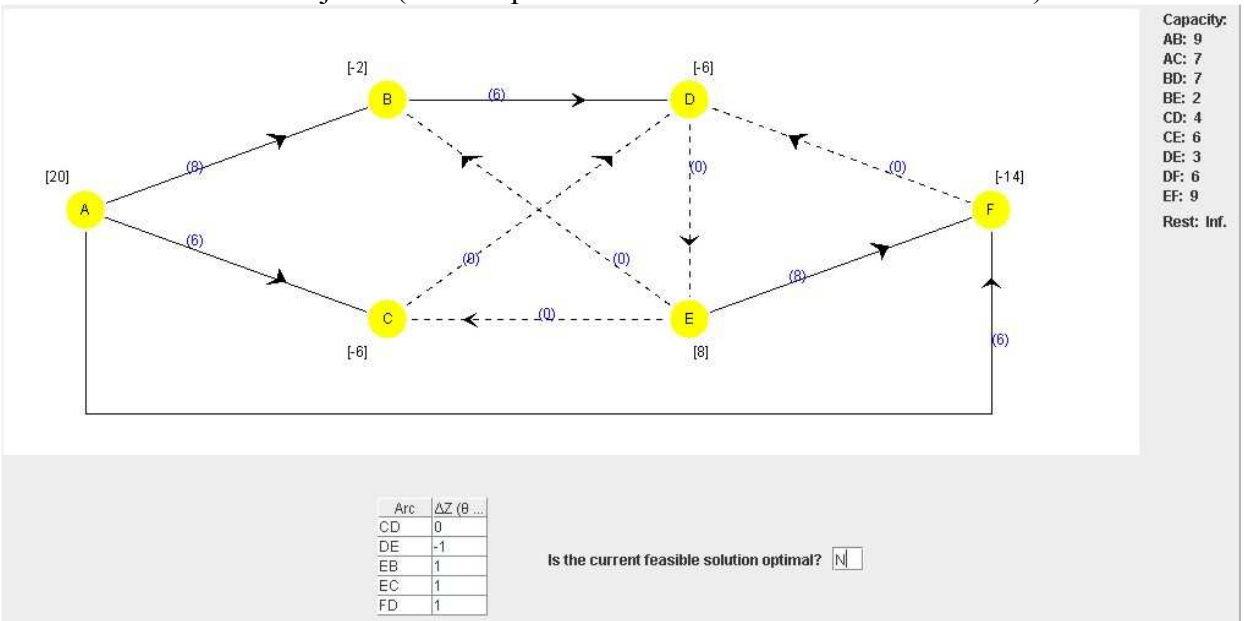 Capacity:
AB: 9
AC: 7
BD: 7
BE: 2
CD: 4
CE: 6
DE: 3
DF: 6
EF: 9
Rest: Inf.
[-2]
[-6]
B
(6)
D
(8)
(0)
(0)
[20]
[-14]
A
F
(6)
(0)
(0)
(8)
C
(0)
E
(6)
[-6]
[8]
Arc ΔZ (θ ...
CD 0
DE -1
EB 1
EC 1
FD 1
Is the current feasible solution optimal? N